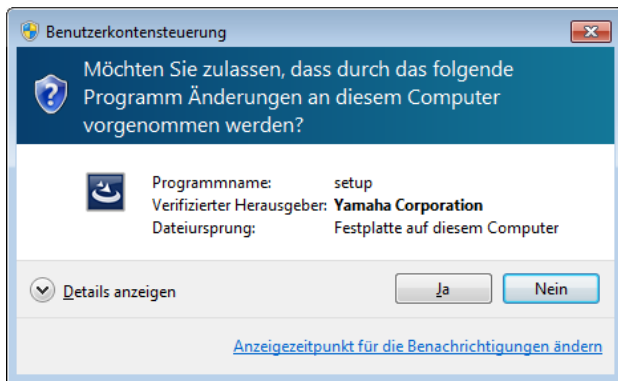 Benutzerkontensteuerung
Möchten Sie zulassen, dass durch das folgende
Programm Änderungen an diesem Computer
vorgenommen werden?
Programmname: setup
Verifizierter Herausgeber: Yamaha Corporation
Dateiursprung: Festplatte auf diesem Computer
Details anzeigen Ja Nein
Anzeigezeitpunkt für die Benachrichtigungen ändern